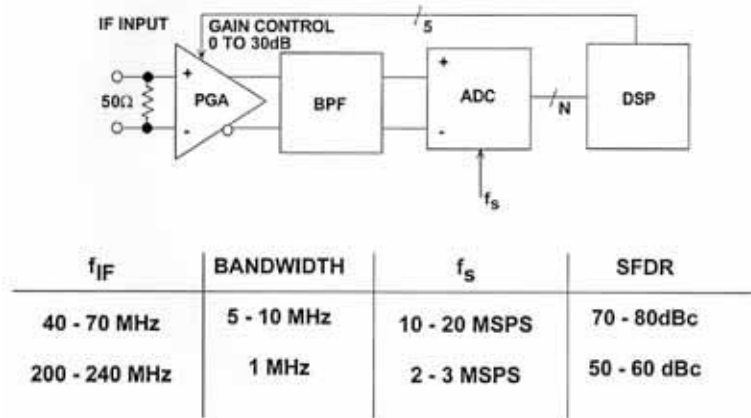 IF INPUT
GAIN CONTROL
0 TO 30dB
5
50Ω
+
-
PGA
BPF
+
-
ADC
N
DSP
fs
fIF BANDWIDTH fs SFDR
40 - 70 MHz 5 - 10 MHz 10 - 20 MSPS 70 - 80dBc
200 - 240 MHz 1 MHz 2 - 3 MSPS 50 - 60 dBc